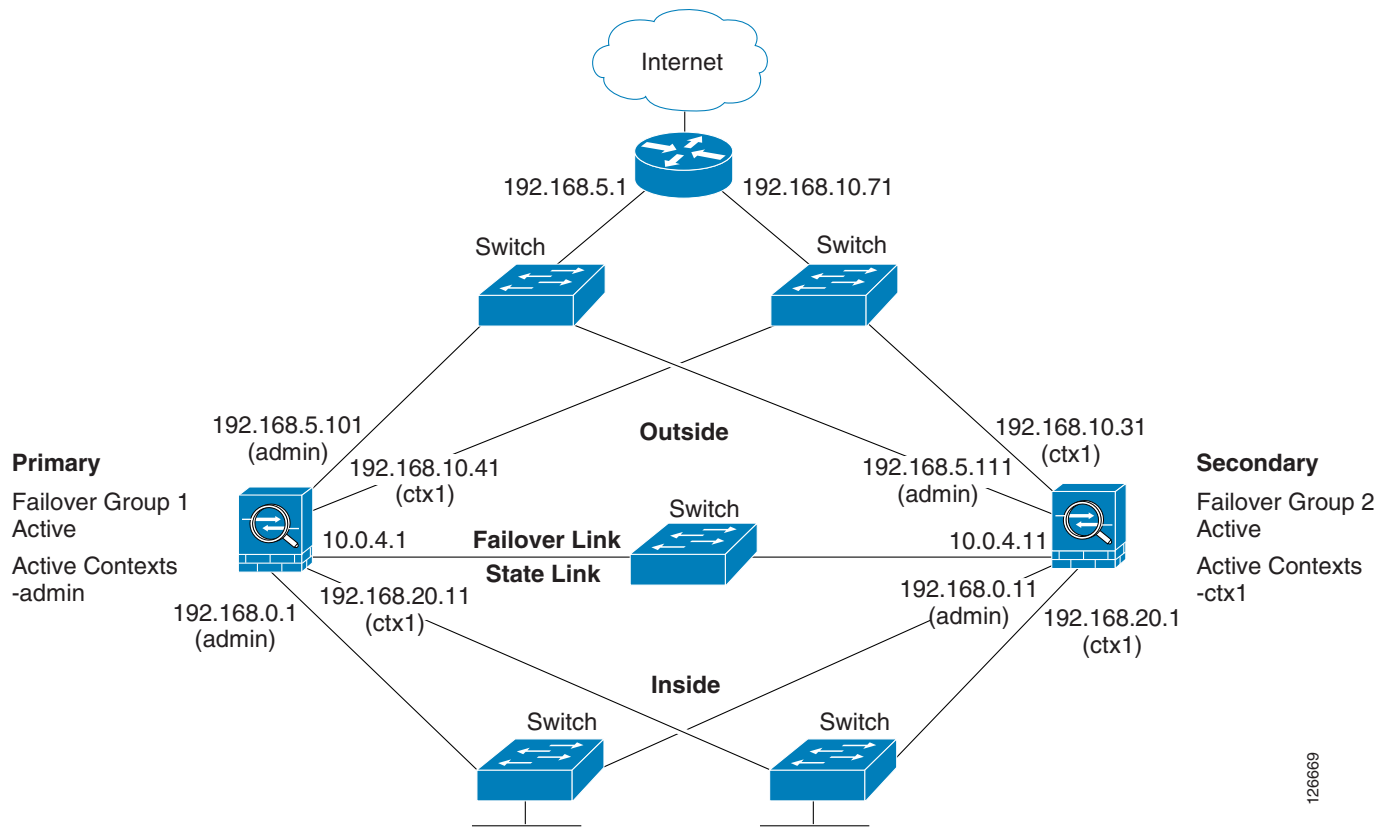 Internet
192.168.5.1
192.168.10.71
Switch
Switch
192.168.5.101
(admin)
192.168.10.41
(ctx1)
Outside
192.168.10.31
(ctx1)
192.168.5.111
(admin)
Primary
Failover Group 1
Active
Active Contexts
-admin
Secondary
Failover Group 2
Active
Active Contexts
-ctx1
Switch
10.0.4.1
Failover Link
State Link
10.0.4.11
192.168.0.1
(admin)
192.168.20.11
(ctx1)
192.168.0.11
(admin)
192.168.20.1
(ctx1)
Inside
Switch
Switch
126669